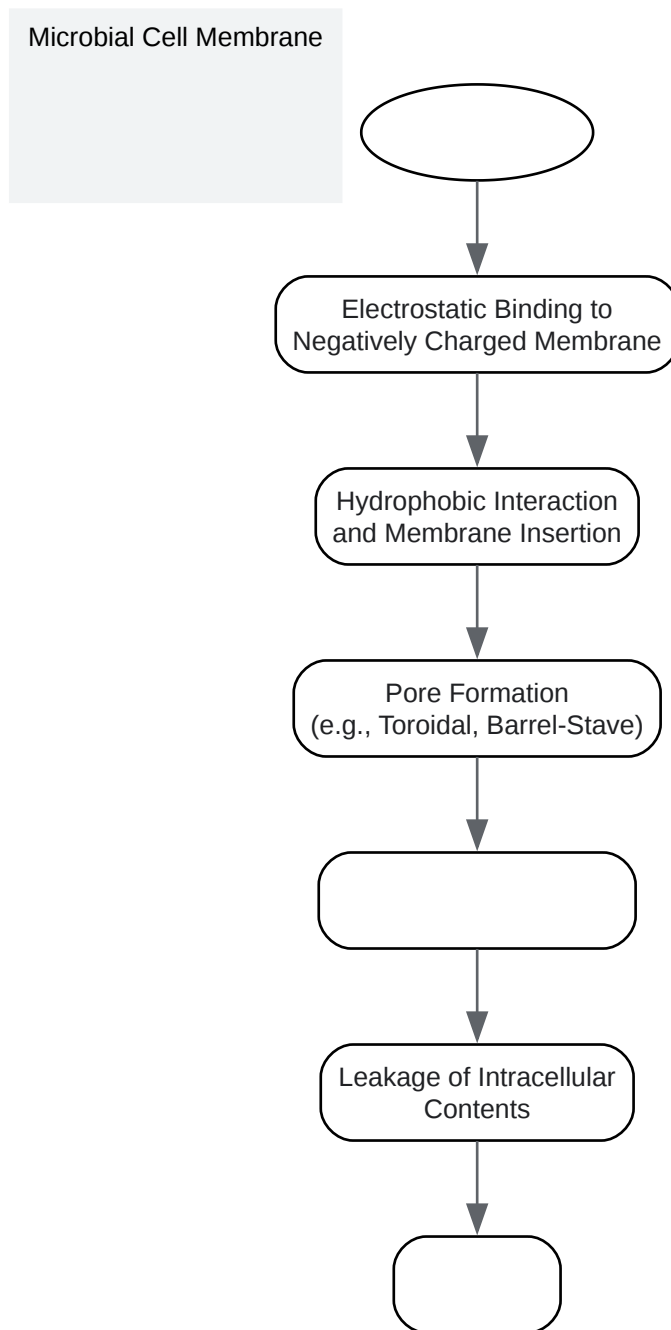 Microbial Cell Membrane
Electrostatic Binding to
Negatively Charged Membrane
Hydrophobic Interaction
and Membrane Insertion
Pore Formation
(e.g., Toroidal, Barrel-Stave)
Leakage of Intracellular
Contents